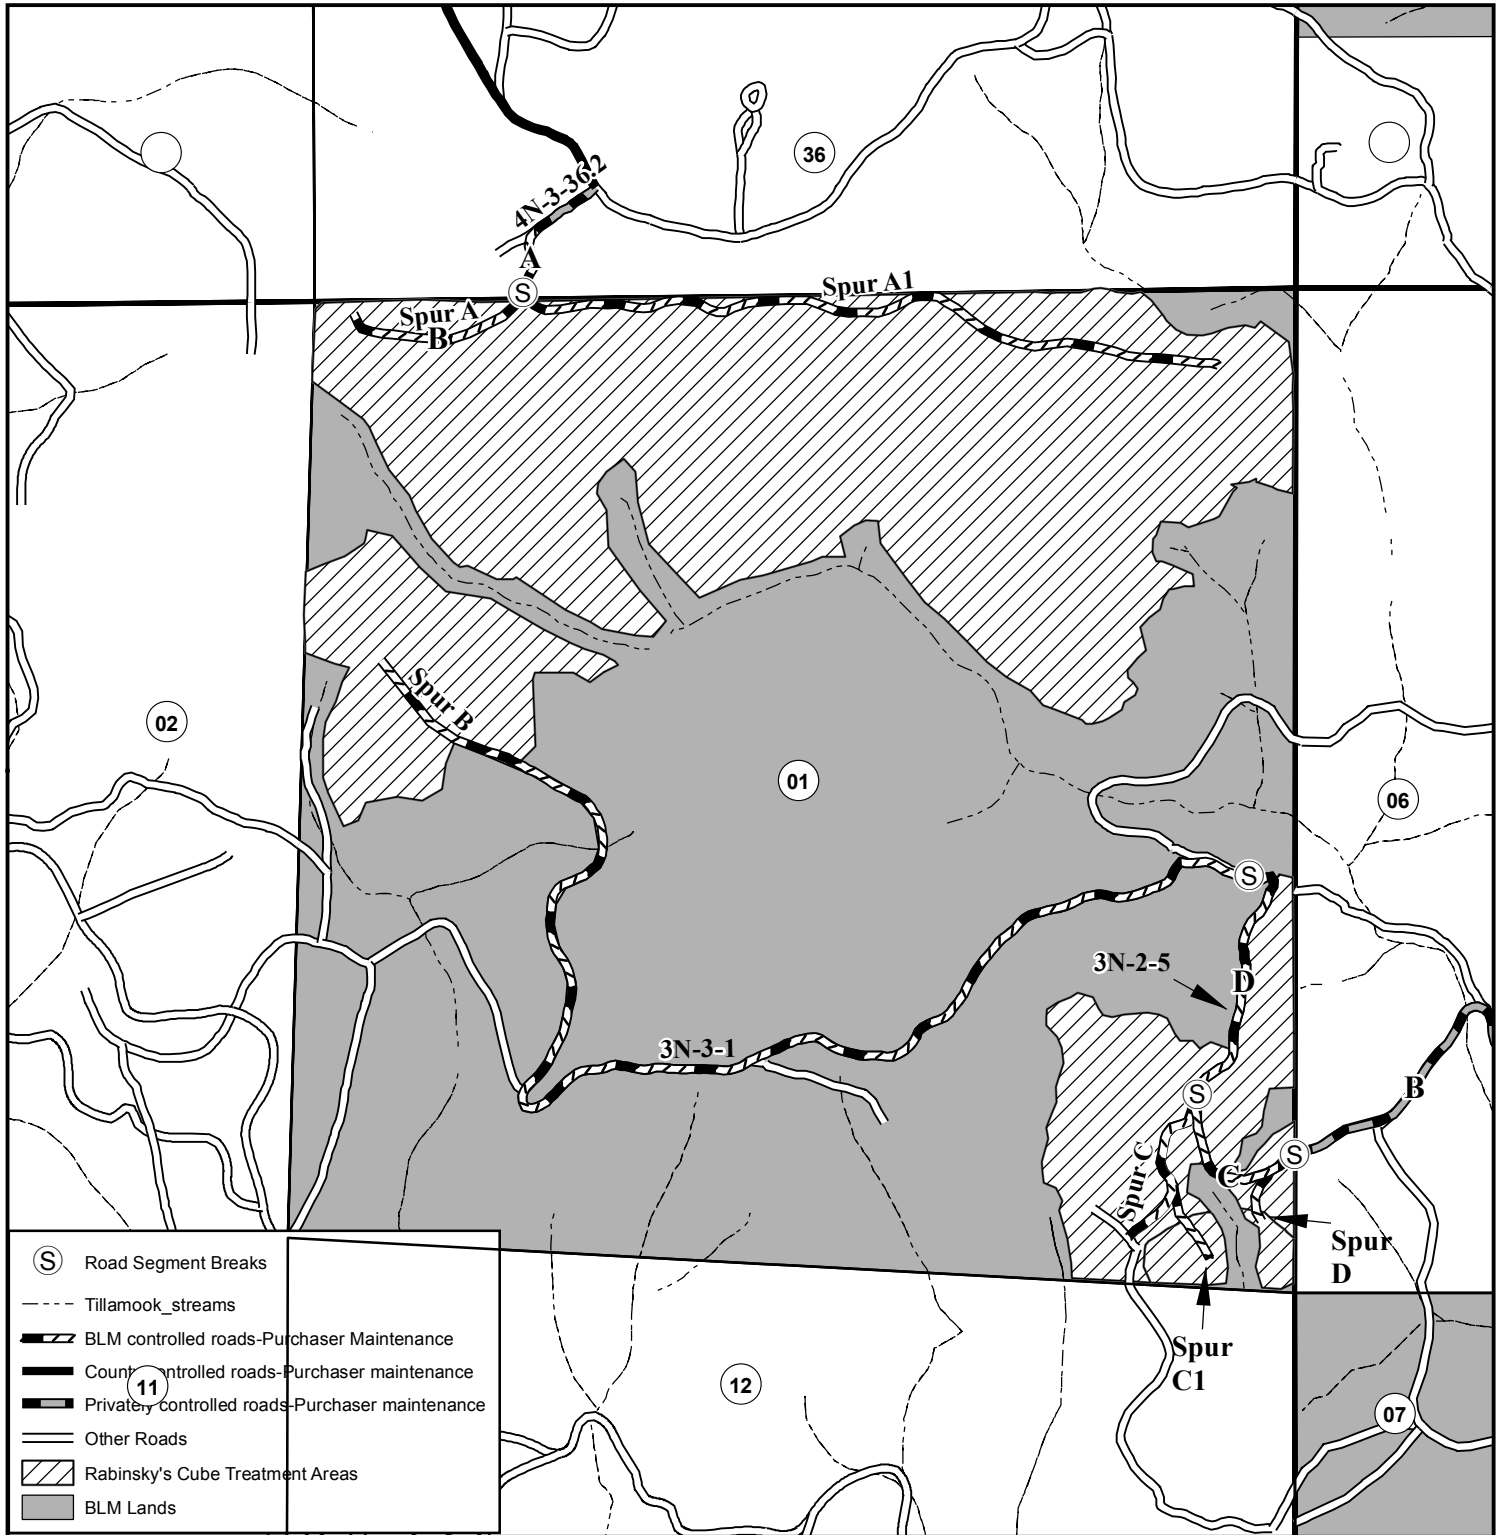 36
4N-3-36.2
A
S
Spur A1
Spur A
B
Spur B
02
01
06
S
3N-2-5
D
3N-3-1
S
B
S
C
Spur C
Spur
D
Spur
C1
12
07
11
S Road Segment Breaks
Tillamook_streams
BLM controlled roads-Purchaser Maintenance
County controlled roads-Purchaser maintenance
Privately controlled roads-Purchaser maintenance
Other Roads
Rabinsky's Cube Treatment Areas
BLM Lands